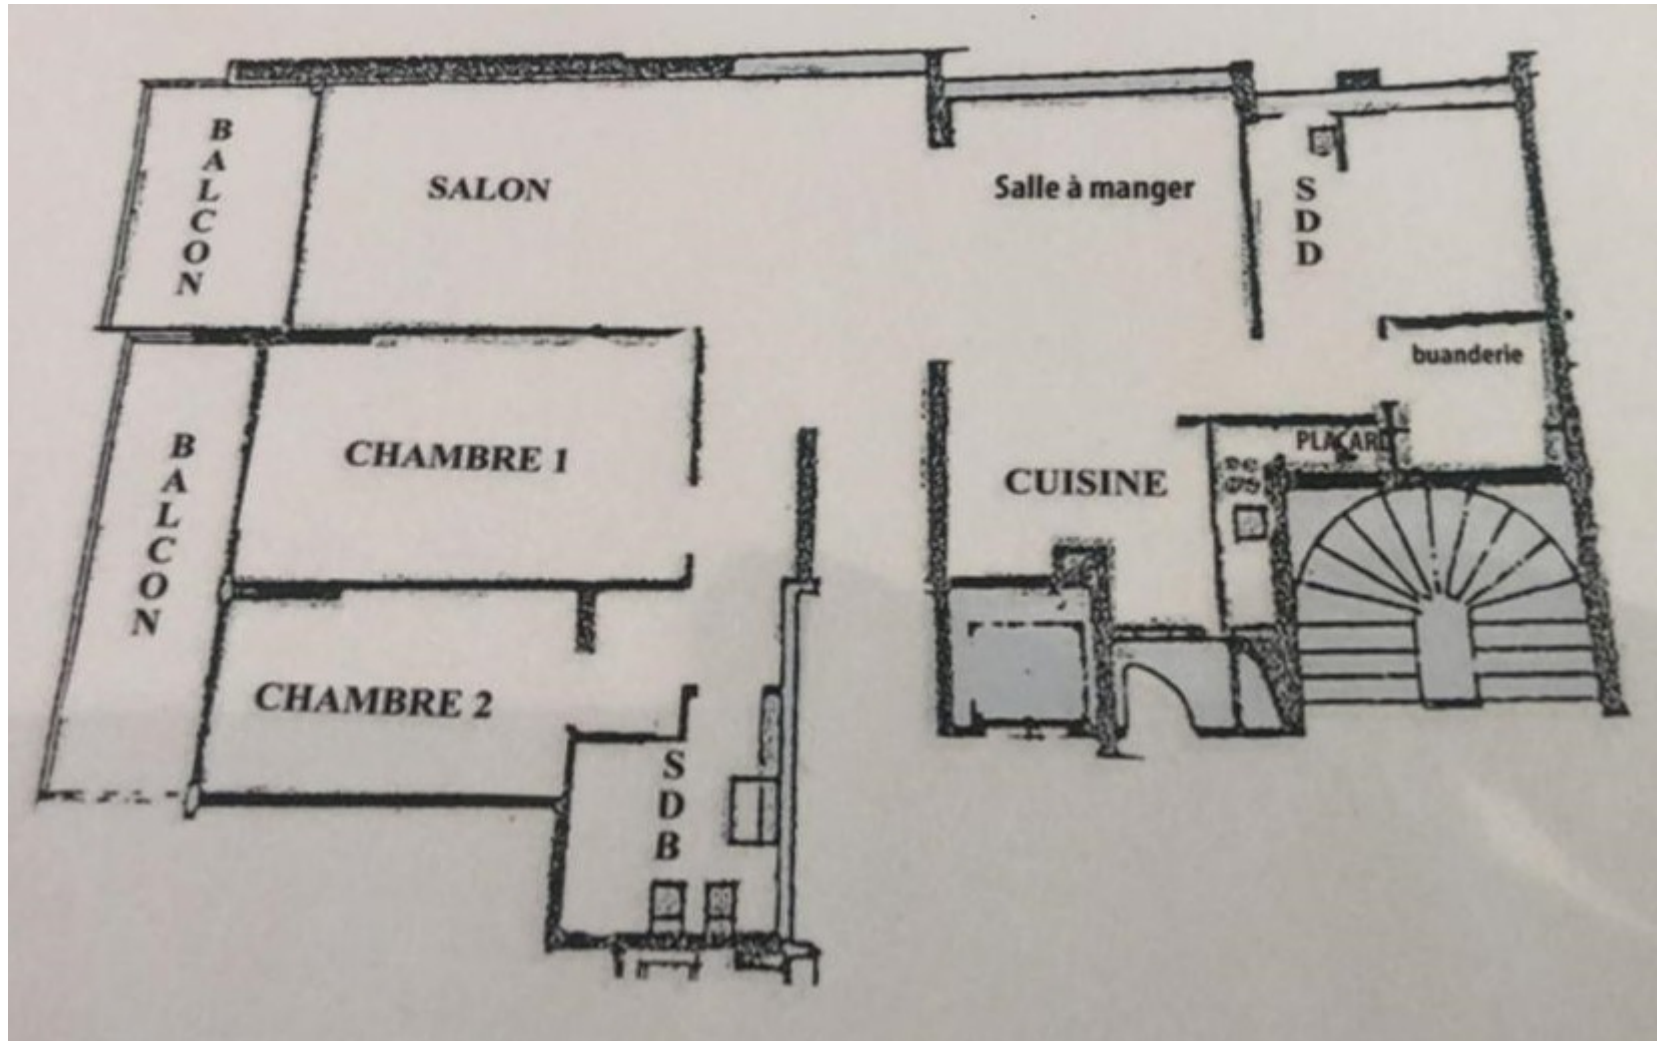 BALCON
SALON
Salle à manger
SDD
buanderie
BALCON
CHAMBRE 1
CUISINE
PLACARD
CHAMBRE 2
SDB